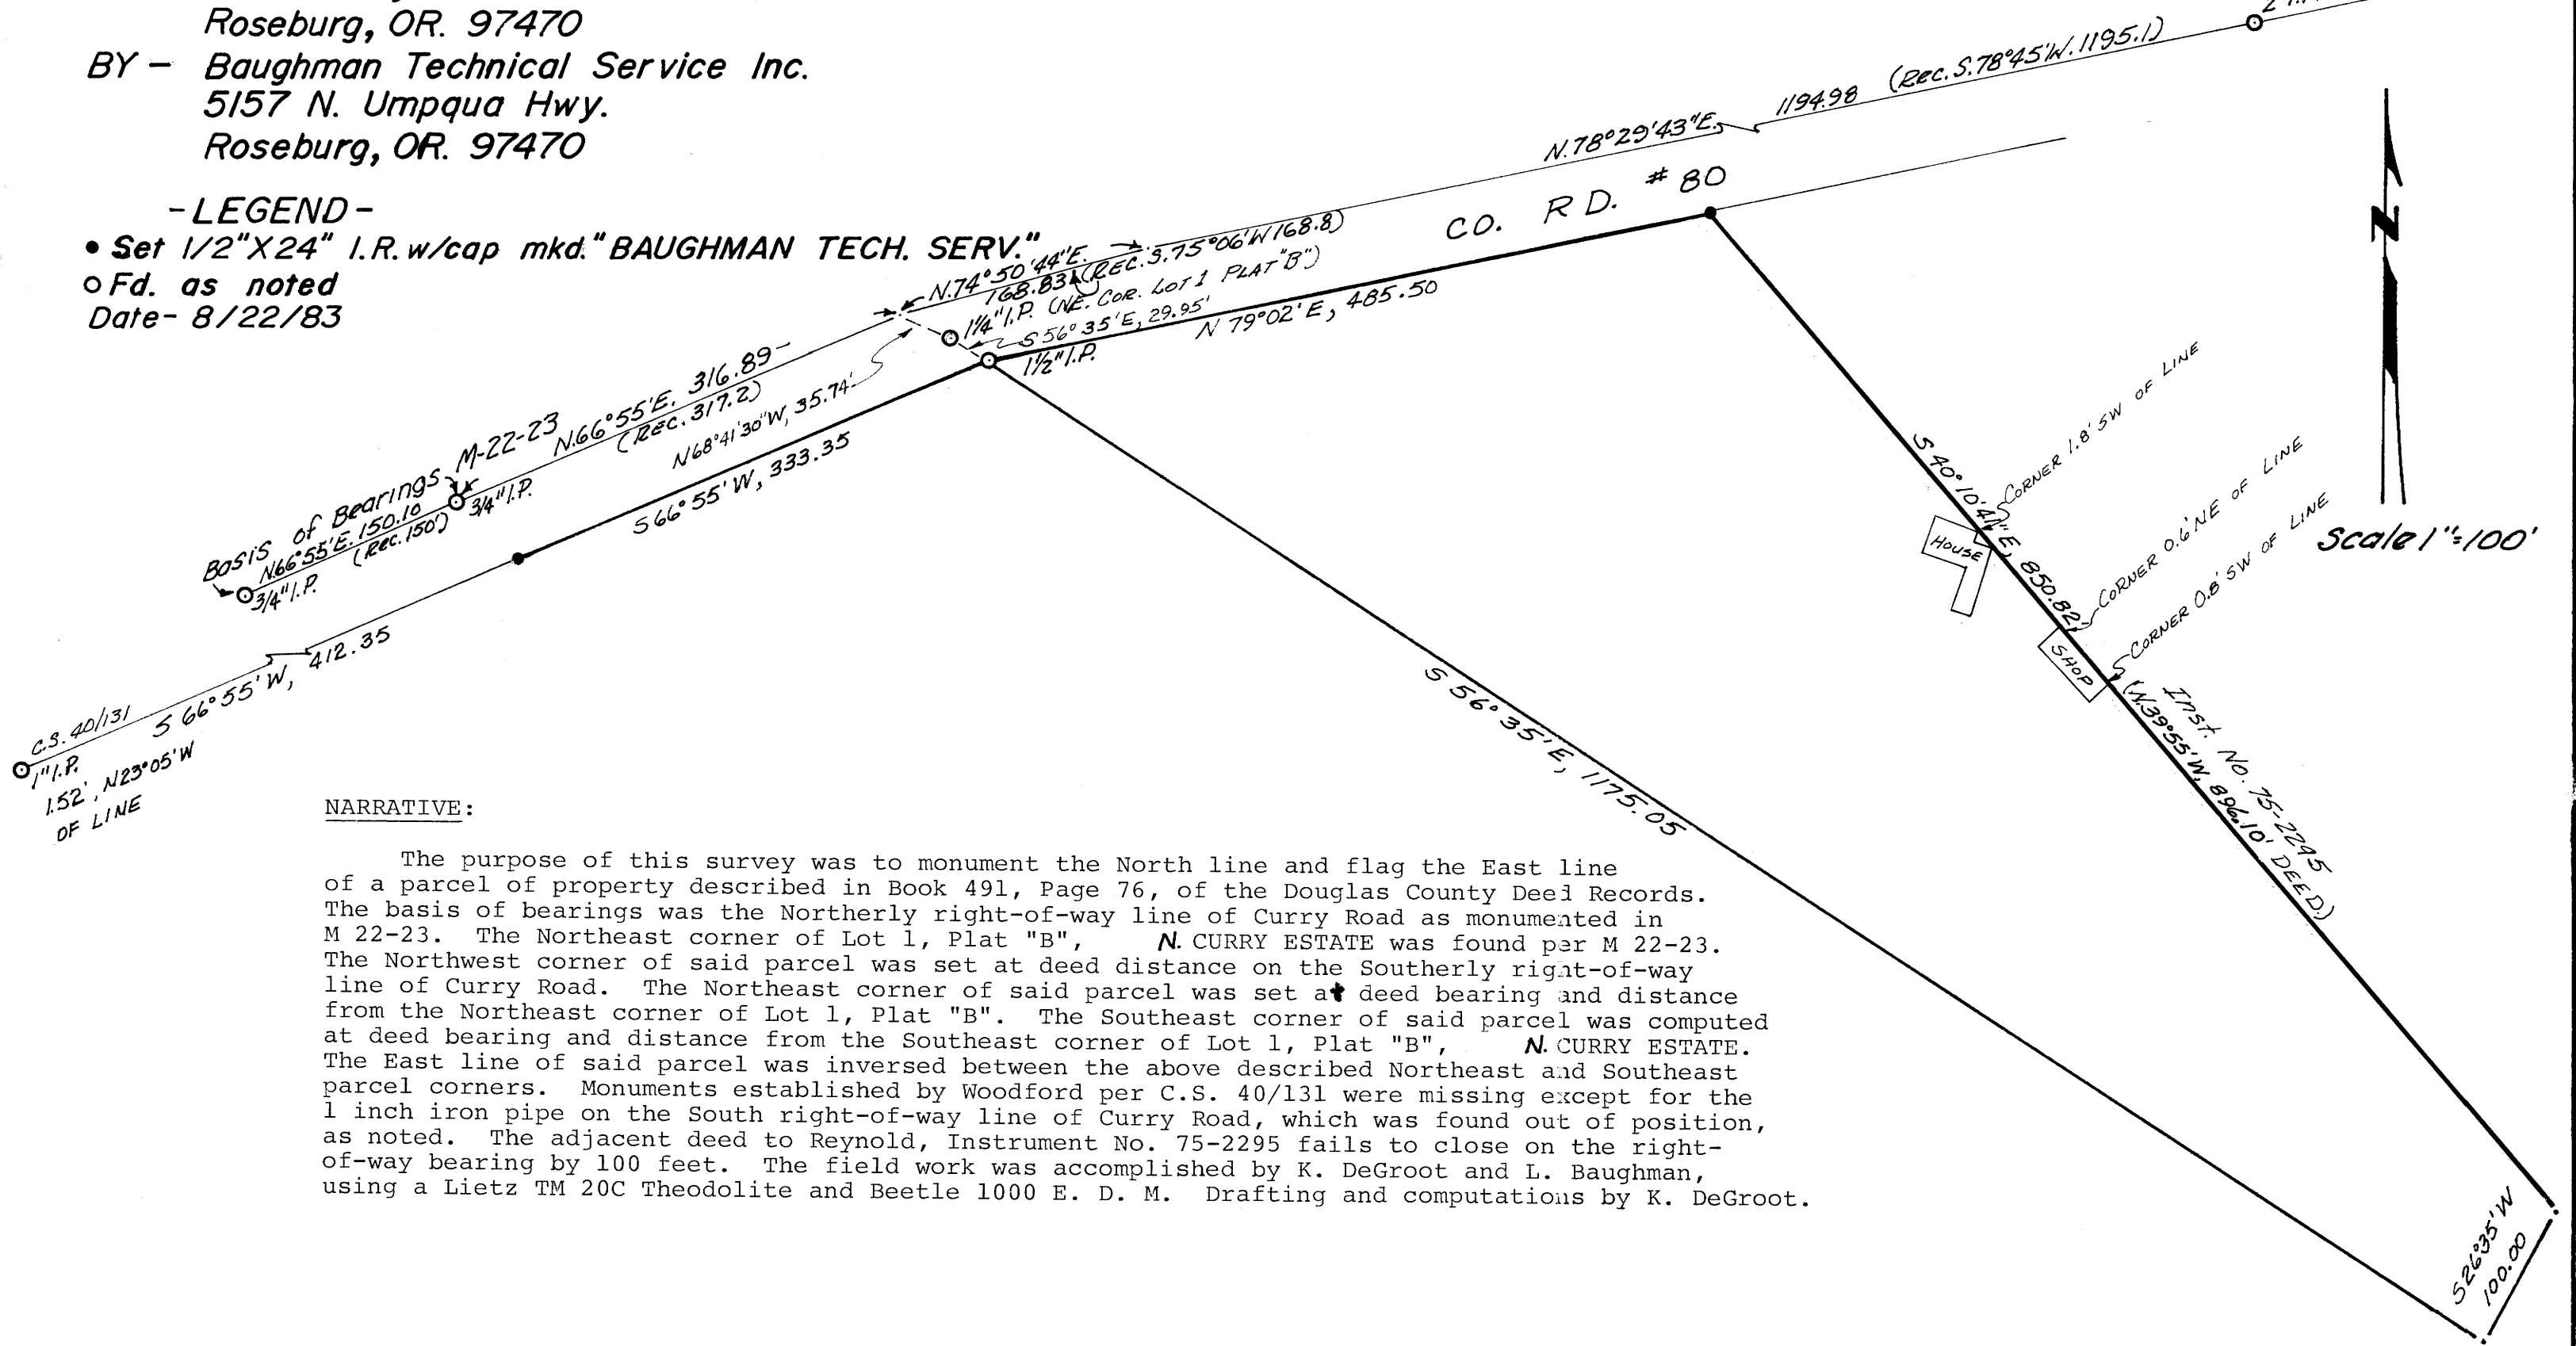 Roseburg, OR. 97470
BY - Baughman Technical Service Inc.
5157 N. Umpqua Hwy.
Roseburg, OR. 97470
-LEGEND-
• Set 1/2"X24" I.R. w/cap mkd. "BAUGHMAN TECH. SERV."
○ Fd. as noted
Date- 8/22/83
N.78°29'43"E.
1194.98
(Rec. S.78°45'W. 1195.1)
CO. RD. #80
N.74°50'44"E.
168.83
(REC. S.75°06'W 168.8)
1¼" I.P. (NE. COR. LOT 1 PLAT "B")
S 56°35'E, 29.95'
N 79°02'E, 485.50
1½" I.P.
N68°41'30"W, 35.74'
M-22-23
N.66°55'E. 316.89
(REC. 317.2)
Basis of Bearings
N.66°55'E. 150.10
(Rec. 150')
3/4" I.P.
3/4" I.P.
S 66°55'W, 333.35
S 66°55'W, 412.35
C.S. 40/131
1" I.P.
1.52', N23°05'W
OF LINE
N
Scale 1"=100'
S 40°10'41"E, 850.82'
CORNER 1.8' SW OF LINE
CORNER 0.6' NE OF LINE
CORNER 0.8' SW OF LINE
HOUSE
SHOP
Inst. No. 75-2295
(N.39°55'W, 896.10' DEED.)
S 56°35'E, 1175.05
S26°35'W
100.00
NARRATIVE:
The purpose of this survey was to monument the North line and flag the East line
of a parcel of property described in Book 491, Page 76, of the Douglas County Deed Records.
The basis of bearings was the Northerly right-of-way line of Curry Road as monumented in
M 22-23. The Northeast corner of Lot 1, Plat "B", N. CURRY ESTATE was found per M 22-23.
The Northwest corner of said parcel was set at deed distance on the Southerly right-of-way
line of Curry Road. The Northeast corner of said parcel was set at deed bearing and distance
from the Northeast corner of Lot 1, Plat "B". The Southeast corner of said parcel was computed
at deed bearing and distance from the Southeast corner of Lot 1, Plat "B", N. CURRY ESTATE.
The East line of said parcel was inversed between the above described Northeast and Southeast
parcel corners. Monuments established by Woodford per C.S. 40/131 were missing except for the
1 inch iron pipe on the South right-of-way line of Curry Road, which was found out of position,
as noted. The adjacent deed to Reynold, Instrument No. 75-2295 fails to close on the right-
of-way bearing by 100 feet. The field work was accomplished by K. DeGroot and L. Baughman,
using a Lietz TM 20C Theodolite and Beetle 1000 E. D. M. Drafting and computations by K. DeGroot.